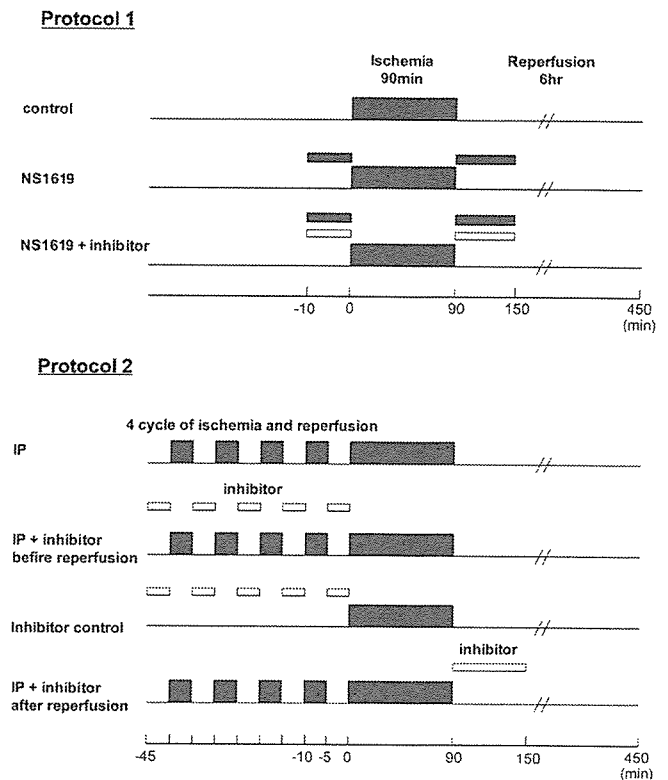 Protocol 1
Ischemia
90min
Reperfusion
6hr
control
NS1619
NS1619 + inhibitor
-10 0 90 150 450
(min)
Protocol 2
4 cycle of ischemia and reperfusion
IP
inhibitor
IP + inhibitor
befire reperfusion
Inhibitor control
inhibitor
IP + inhibitor
after reperfusion
-45 -10 -5 0 90 150 450
(min)